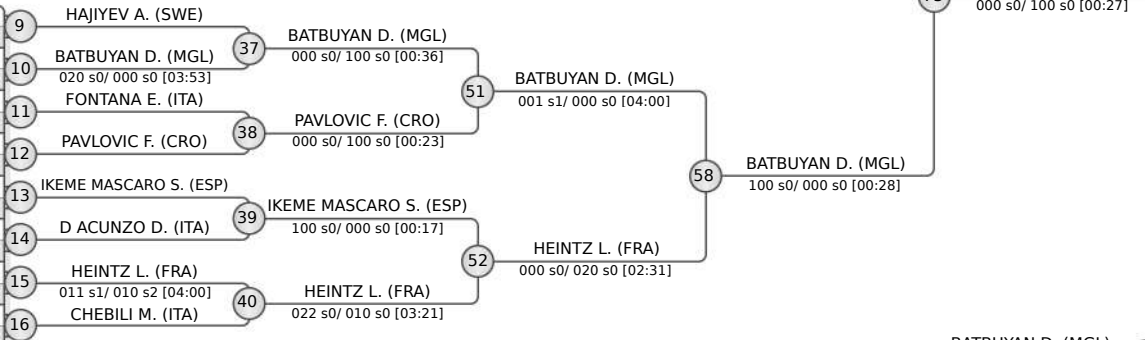 000 s0/ 100 s0 [00:27]
9
HAJIYEV A. (SWE)
37
BATBUYAN D. (MGL)
000 s0/ 100 s0 [00:36]
10
BATBUYAN D. (MGL)
020 s0/ 000 s0 [03:53]
51
BATBUYAN D. (MGL)
001 s1/ 000 s0 [04:00]
11
FONTANA E. (ITA)
38
PAVLOVIC F. (CRO)
000 s0/ 100 s0 [00:23]
12
PAVLOVIC F. (CRO)
58
BATBUYAN D. (MGL)
100 s0/ 000 s0 [00:28]
13
IKEME MASCARO S. (ESP)
39
IKEME MASCARO S. (ESP)
100 s0/ 000 s0 [00:17]
14
D ACUNZO D. (ITA)
52
HEINTZ L. (FRA)
000 s0/ 020 s0 [02:31]
15
HEINTZ L. (FRA)
011 s1/ 010 s2 [04:00]
40
HEINTZ L. (FRA)
022 s0/ 010 s0 [03:21]
16
CHEBILI M. (ITA)
BATBUYAN D. (MGL)